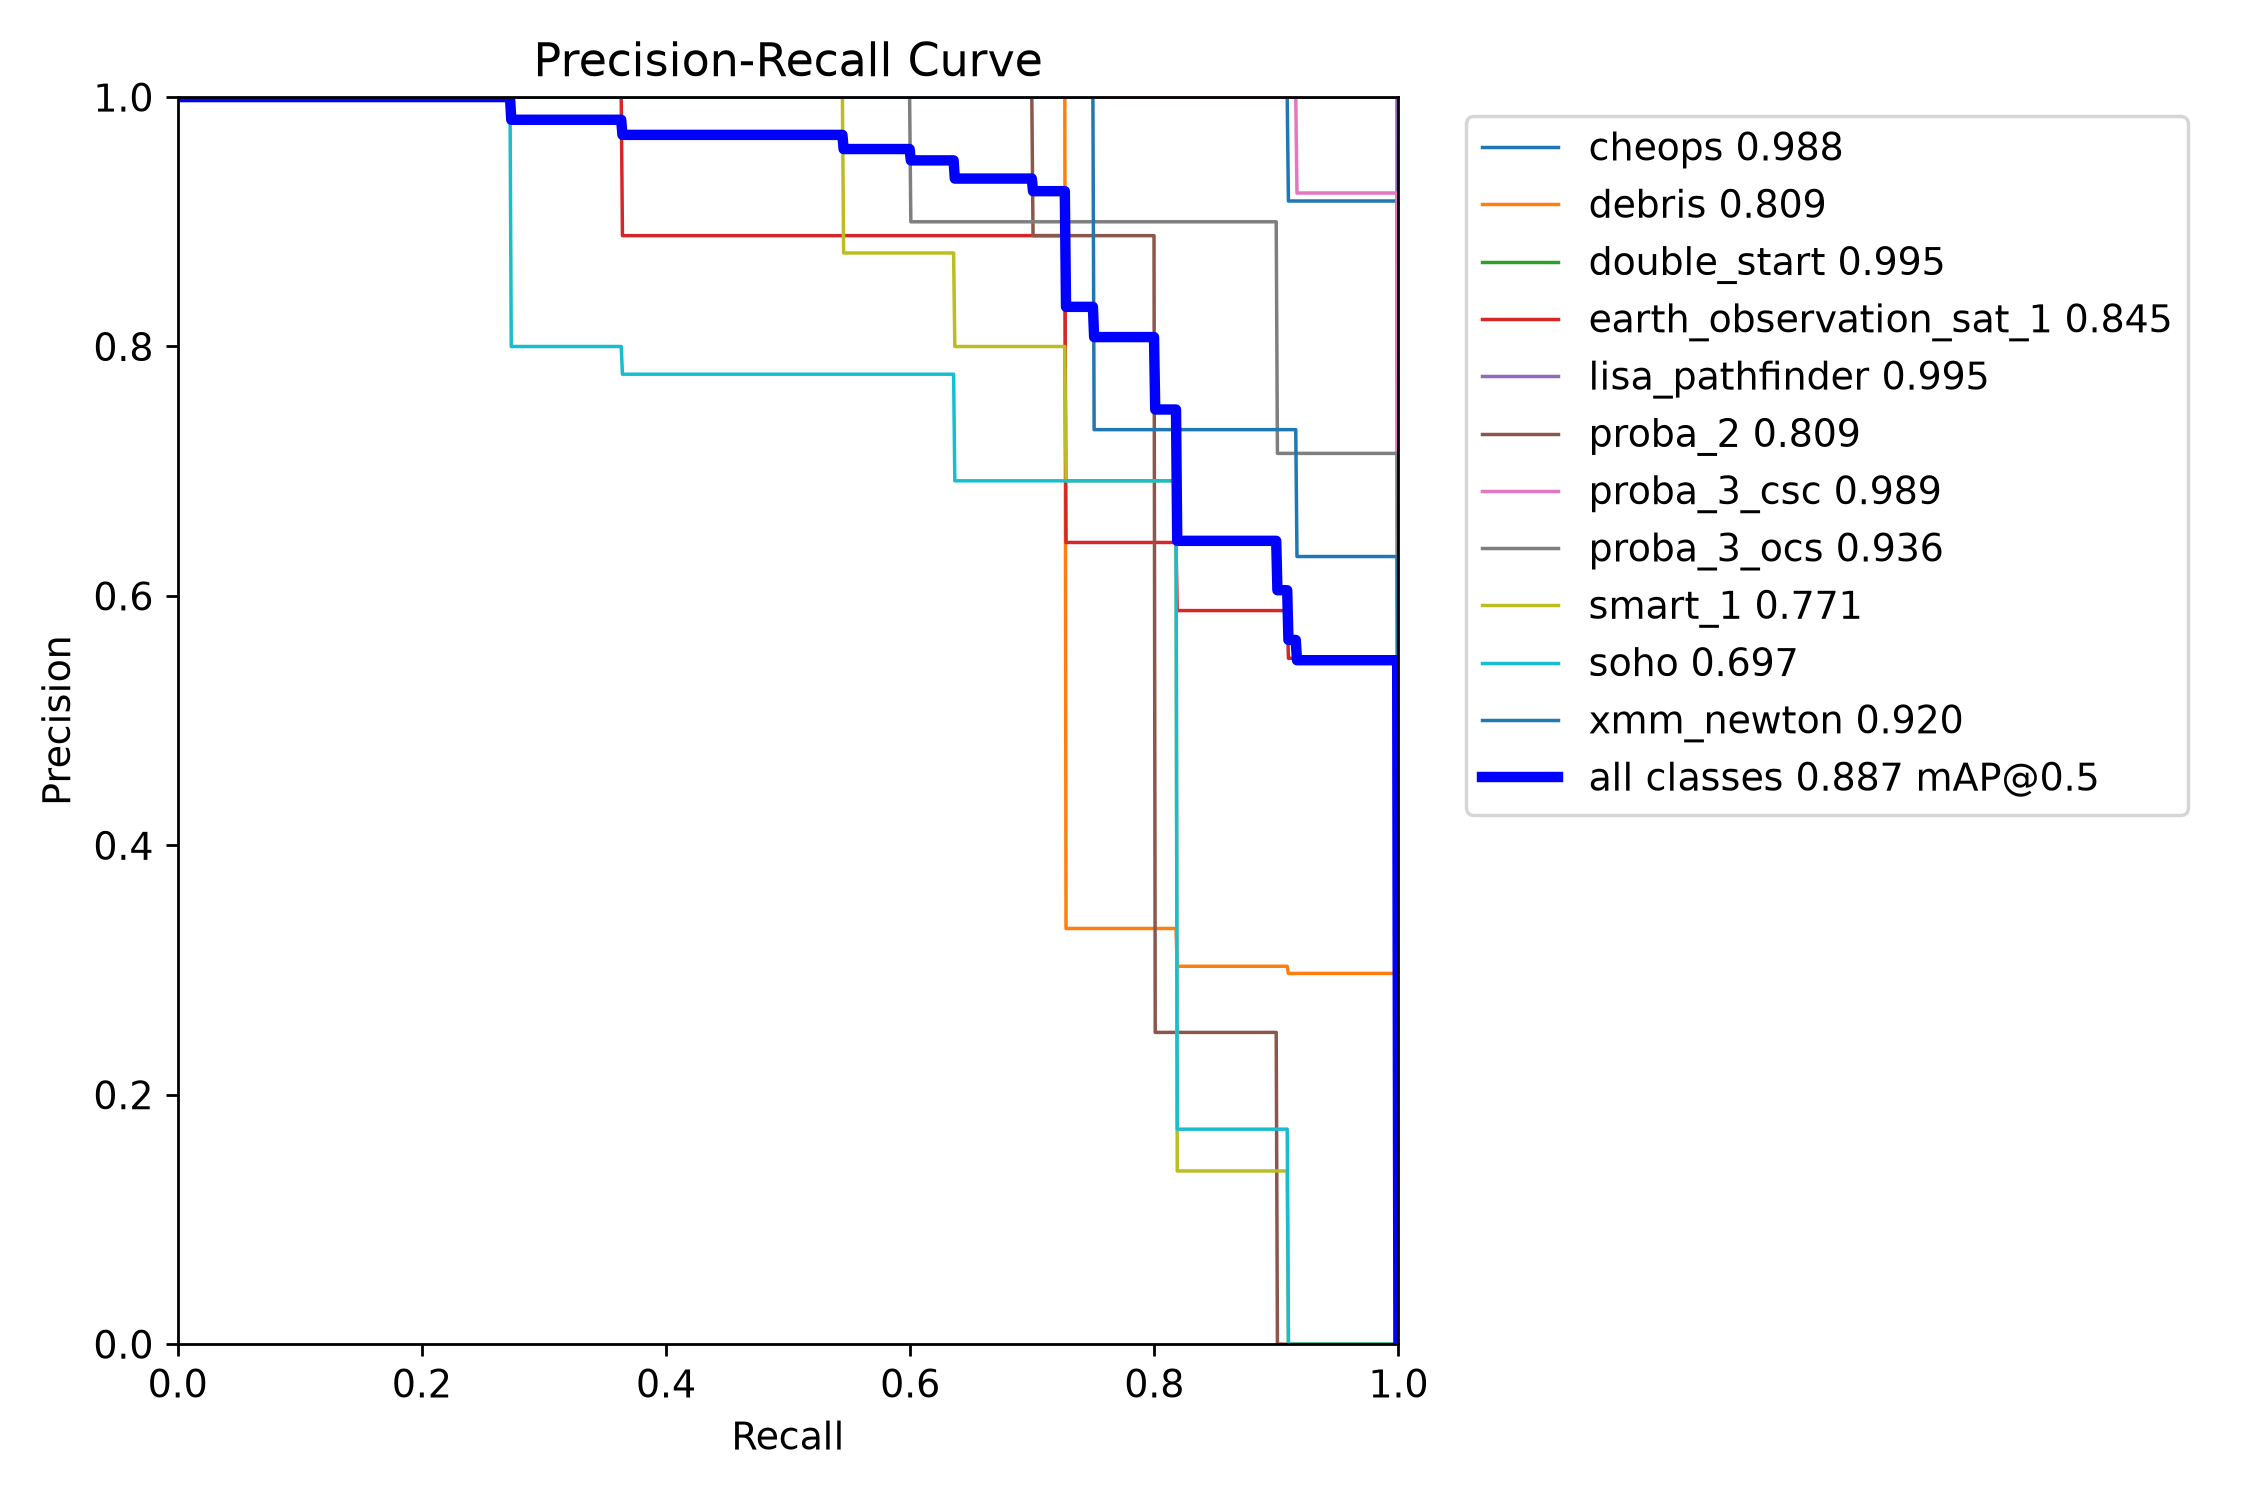 Precision-Recall Curve
1.0
0.8
0.6
0.4
0.2
0.0
Precision
0.0 0.2 0.4 0.6 0.8 1.0
Recall
cheops 0.988
debris 0.809
double_start 0.995
earth_observation_sat_1 0.845
lisa_pathfinder 0.995
proba_2 0.809
proba_3_csc 0.989
proba_3_ocs 0.936
smart_1 0.771
soho 0.697
xmm_newton 0.920
all classes 0.887 mAP@0.5